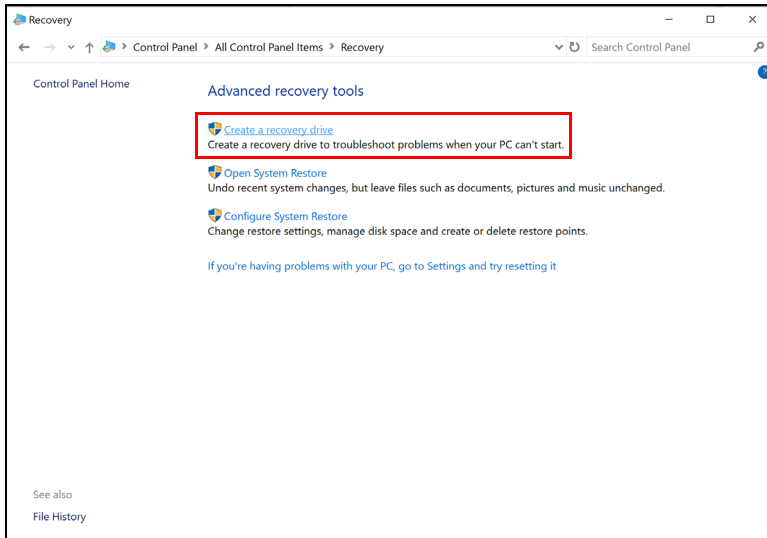 Recovery
Control Panel > All Control Panel Items > Recovery
Search Control Panel
?
Control Panel Home
Advanced recovery tools
Create a recovery drive
Create a recovery drive to troubleshoot problems when your PC can't start.
Open System Restore
Undo recent system changes, but leave files such as documents, pictures and music unchanged.
Configure System Restore
Change restore settings, manage disk space and create or delete restore points.
If you're having problems with your PC, go to Settings and try resetting it
See also
File History